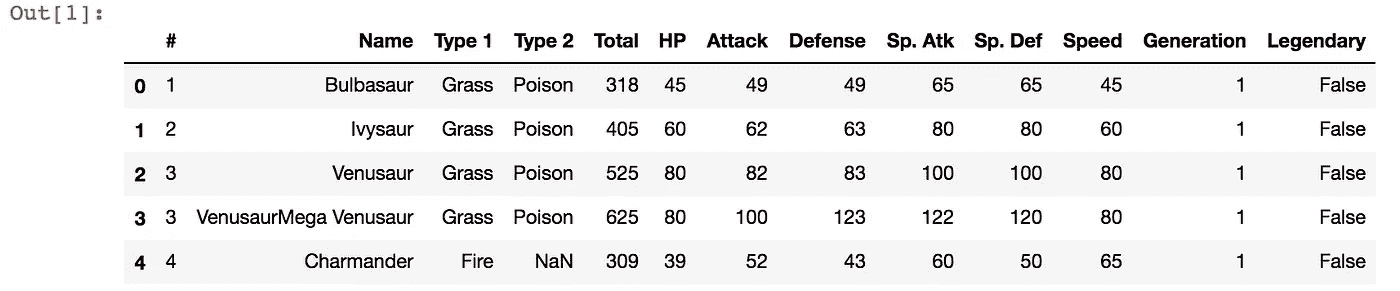 Out[1]:
# Name Type 1 Type 2 Total HP Attack Defense Sp. Atk Sp. Def Speed Generation Legendary
0 1 Bulbasaur Grass Poison 318 45 49 49 65 65 45 1 False
1 2 Ivysaur Grass Poison 405 60 62 63 80 80 60 1 False
2 3 Venusaur Grass Poison 525 80 82 83 100 100 80 1 False
3 3 VenusaurMega Venusaur Grass Poison 625 80 100 123 122 120 80 1 False
4 4 Charmander Fire NaN 309 39 52 43 60 50 65 1 False